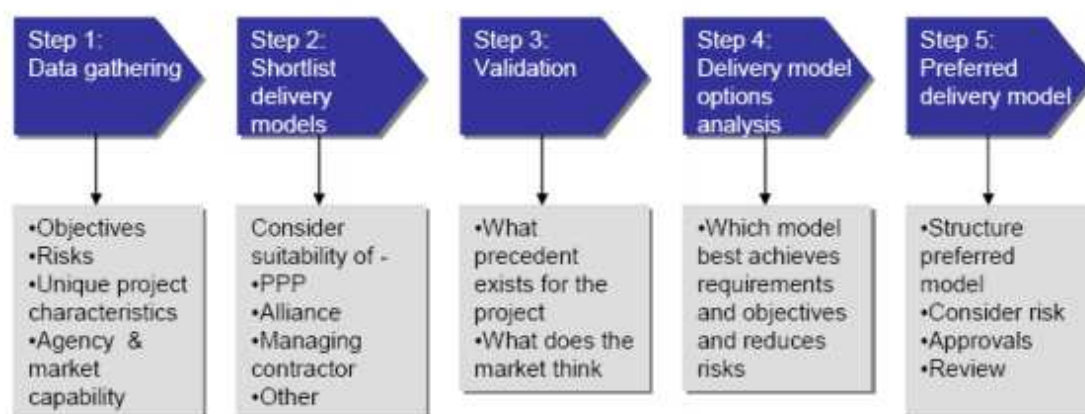 Step 1:
Data gathering
Step 2:
Shortlist
delivery
models
Step 3:
Validation
Step 4:
Delivery model
options
analysis
Step 5:
Preferred
delivery model
•Objectives
•Risks
•Unique project
characteristics
•Agency & 
market
capability
Consider
suitability of -
•PPP
•Alliance
•Managing
contractor
•Other
•What
precedent
exists for the
project
•What does the
market think
•Which model
best achieves
requirements
and objectives
and reduces
risks
•Structure
preferred
model
•Consider risk
•Approvals
•Review